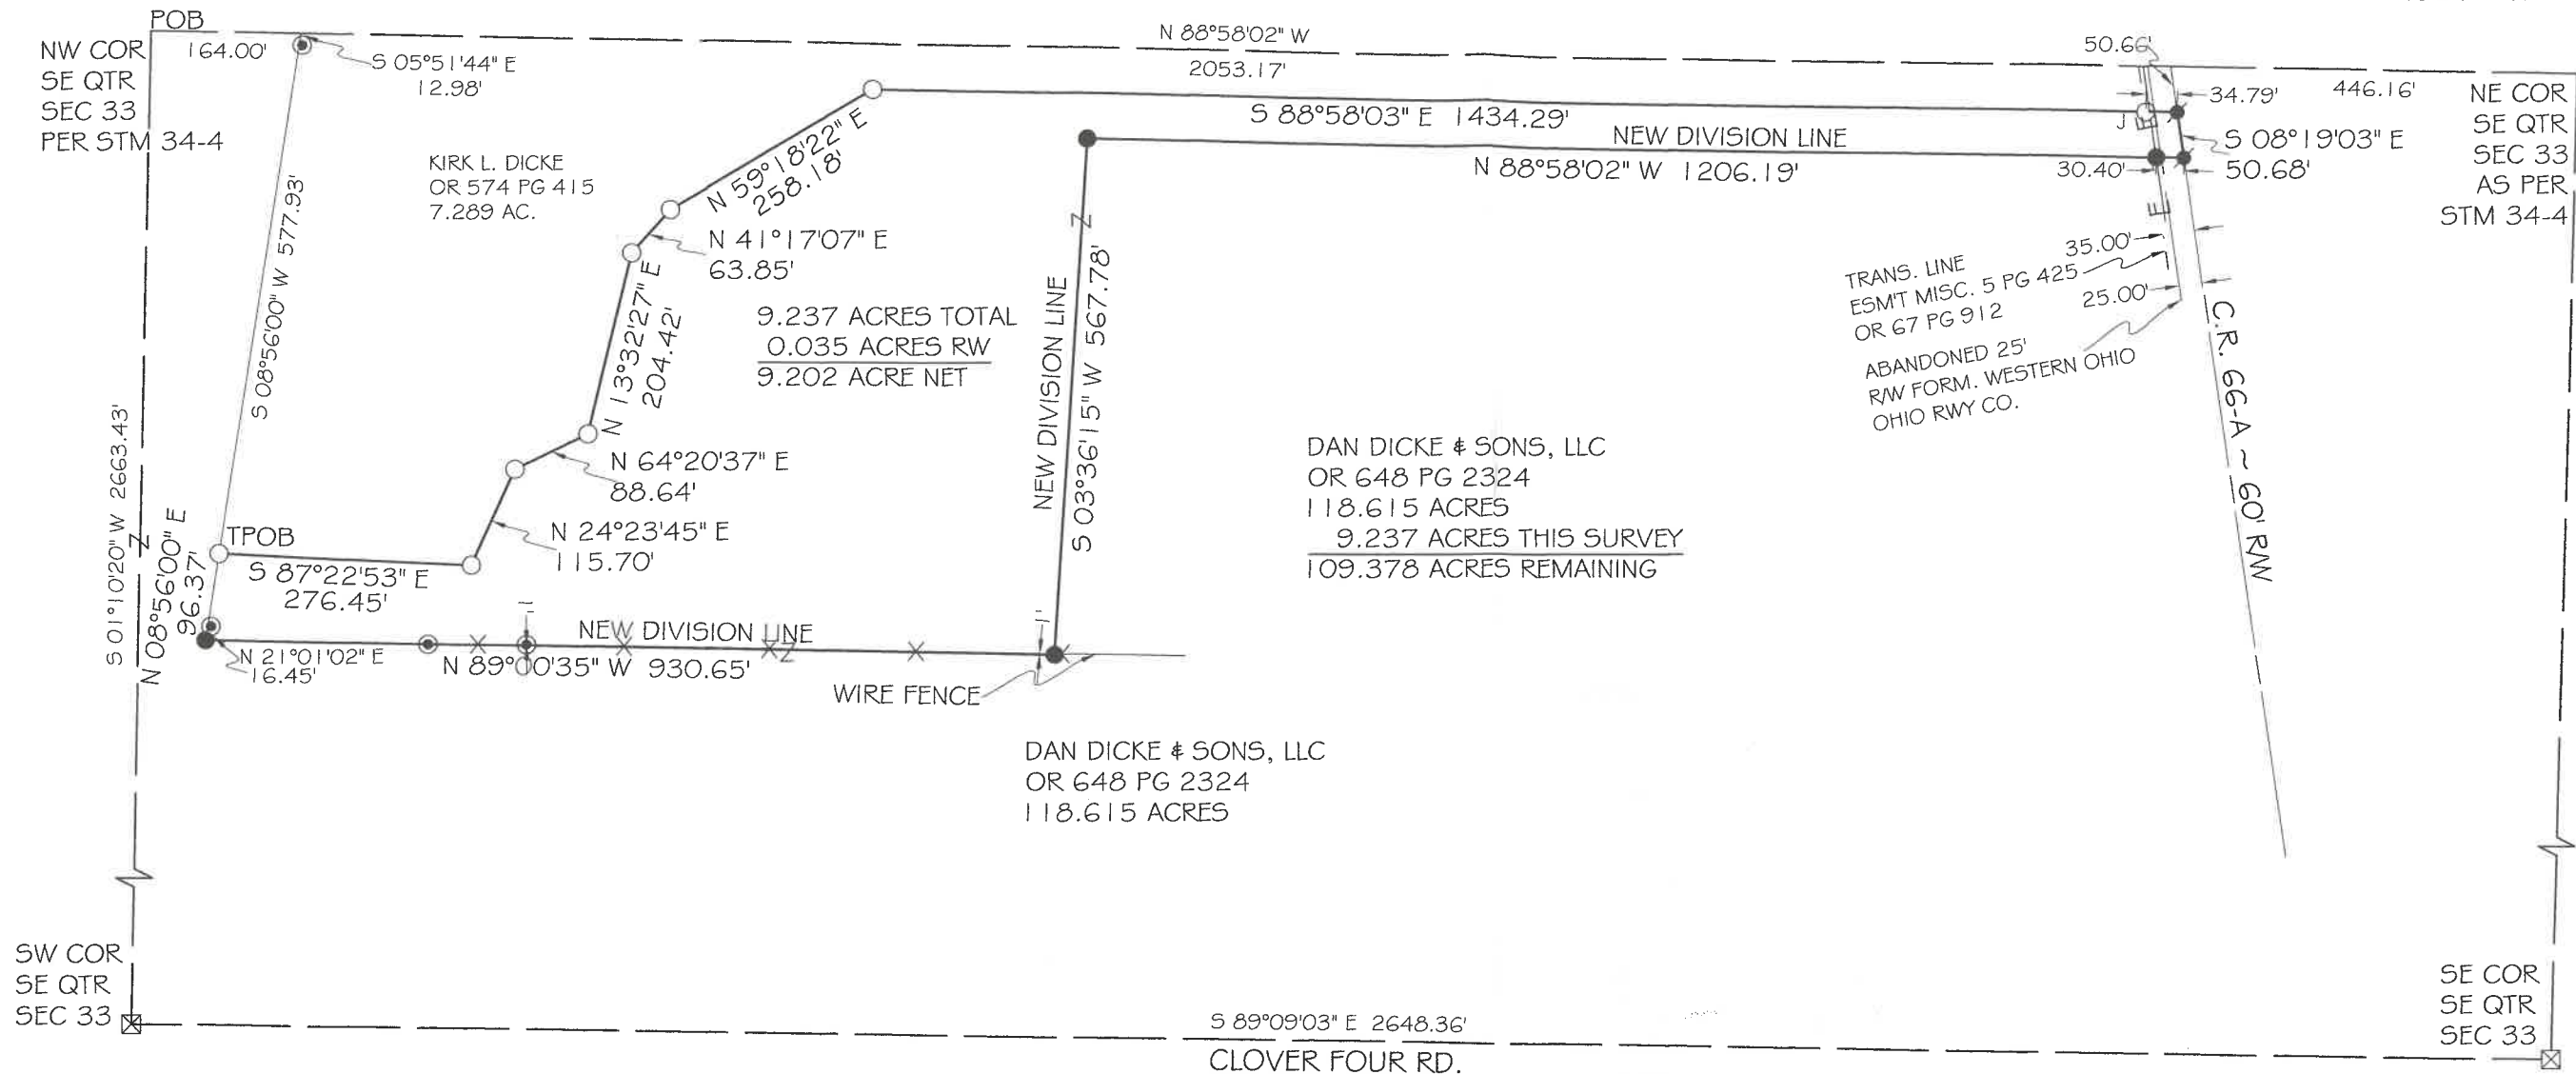 POB
NW COR
SE QTR
SEC 33
PER STM 34-4
164.00'
S 05°51'44" E
12.98'
N 88°58'02" W
2053.17'
50.66'
34.79'
446.16'
NE COR
SE QTR
SEC 33
AS PER
STM 34-4
S 88°58'03" E 1434.29'
NEW DIVISION LINE
N 88°58'02" W 1206.19'
30.40'
S 08°19'03" E
50.68'
KIRK L. DICKE
OR 574 PG 415
7.289 AC.
S 08°56'00" W 577.93'
N 59°18'22" E
258.18'
N 41°17'07" E
63.85'
N 13°32'27" E
204.42'
9.237 ACRES TOTAL
0.035 ACRES RW
9.202 ACRE NET
NEW DIVISION LINE
S 03°36'15" W 567.78'
Z
E
E
J
35.00'
TRANS. LINE
ESM'T MISC. 5 PG 425
OR 67 PG 912
25.00'
ABANDONED 25'
R/W FORM. WESTERN OHIO
OHIO RWY CO.
C.R. 66-A ~ 60' R/W
N 64°20'37" E
88.64'
N 24°23'45" E
115.70'
S 01°10'20" W 2663.43'
Z
N 08°56'00" E
96.37'
TPOB
S 87°22'53" E
276.45'
DAN DICKE & SONS, LLC
OR 648 PG 2324
118.615 ACRES
9.237 ACRES THIS SURVEY
109.378 ACRES REMAINING
1'
1'
NEW DIVISION LINE
Z
N 21°01'02" E
16.45'
N 89°00'35" W 930.65'
WIRE FENCE
DAN DICKE & SONS, LLC
OR 648 PG 2324
118.615 ACRES
SW COR
SE QTR
SEC 33
SE COR
SE QTR
SEC 33
S 89°09'03" E 2648.36'
CLOVER FOUR RD.